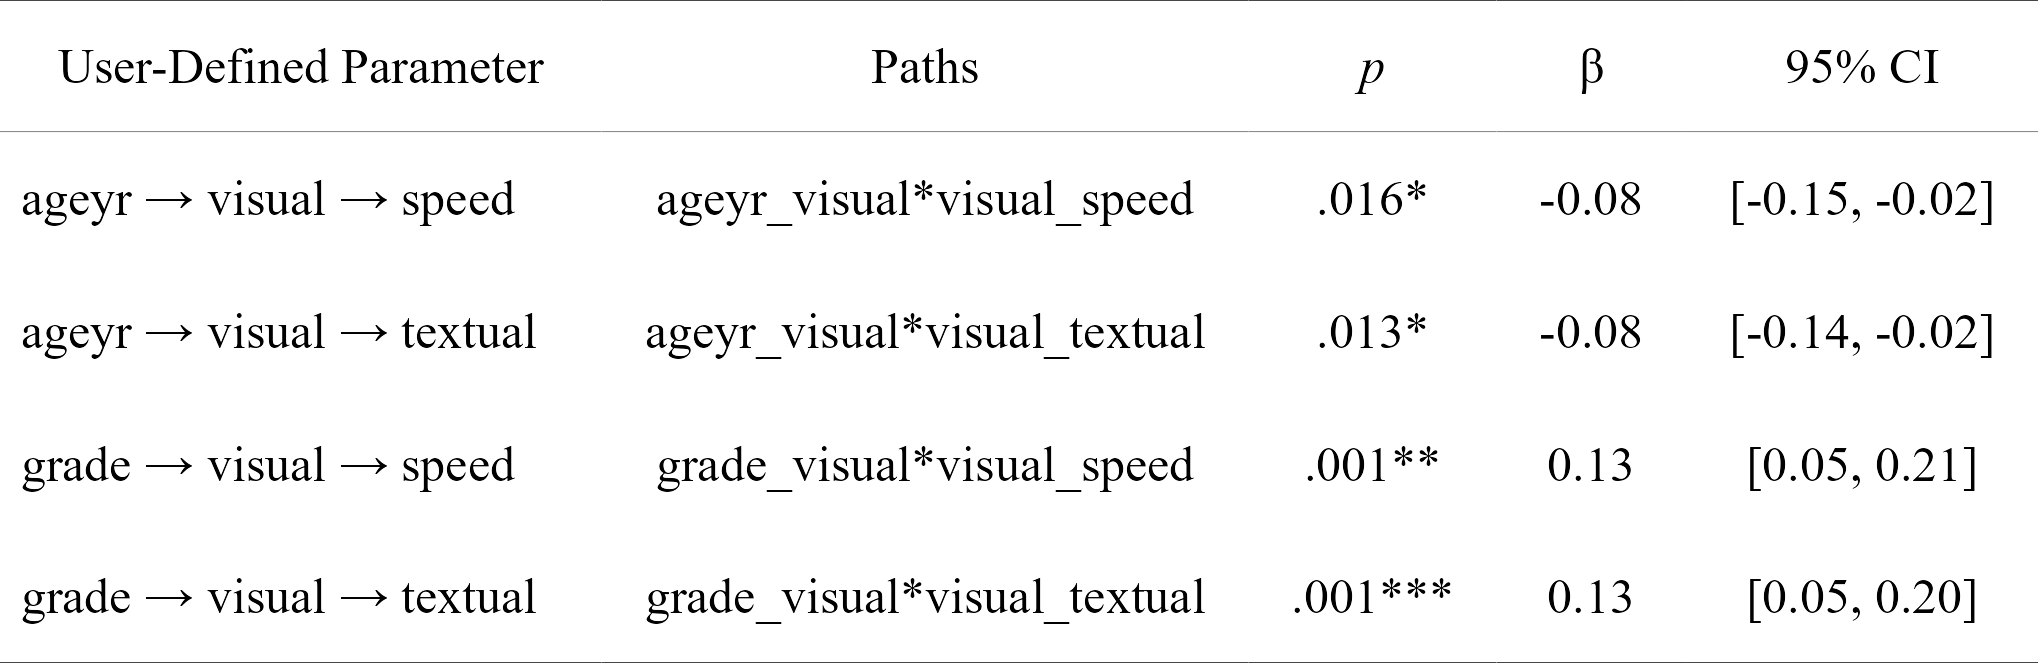 User-Defined Parameter Paths p β 95% CI
ageyr → visual → speed ageyr_visual*visual_speed .016* -0.08 [-0.15, -0.02]
ageyr → visual → textual ageyr_visual*visual_textual .013* -0.08 [-0.14, -0.02]
grade → visual → speed grade_visual*visual_speed .001** 0.13 [0.05, 0.21]
grade → visual → textual grade_visual*visual_textual .001*** 0.13 [0.05, 0.20]